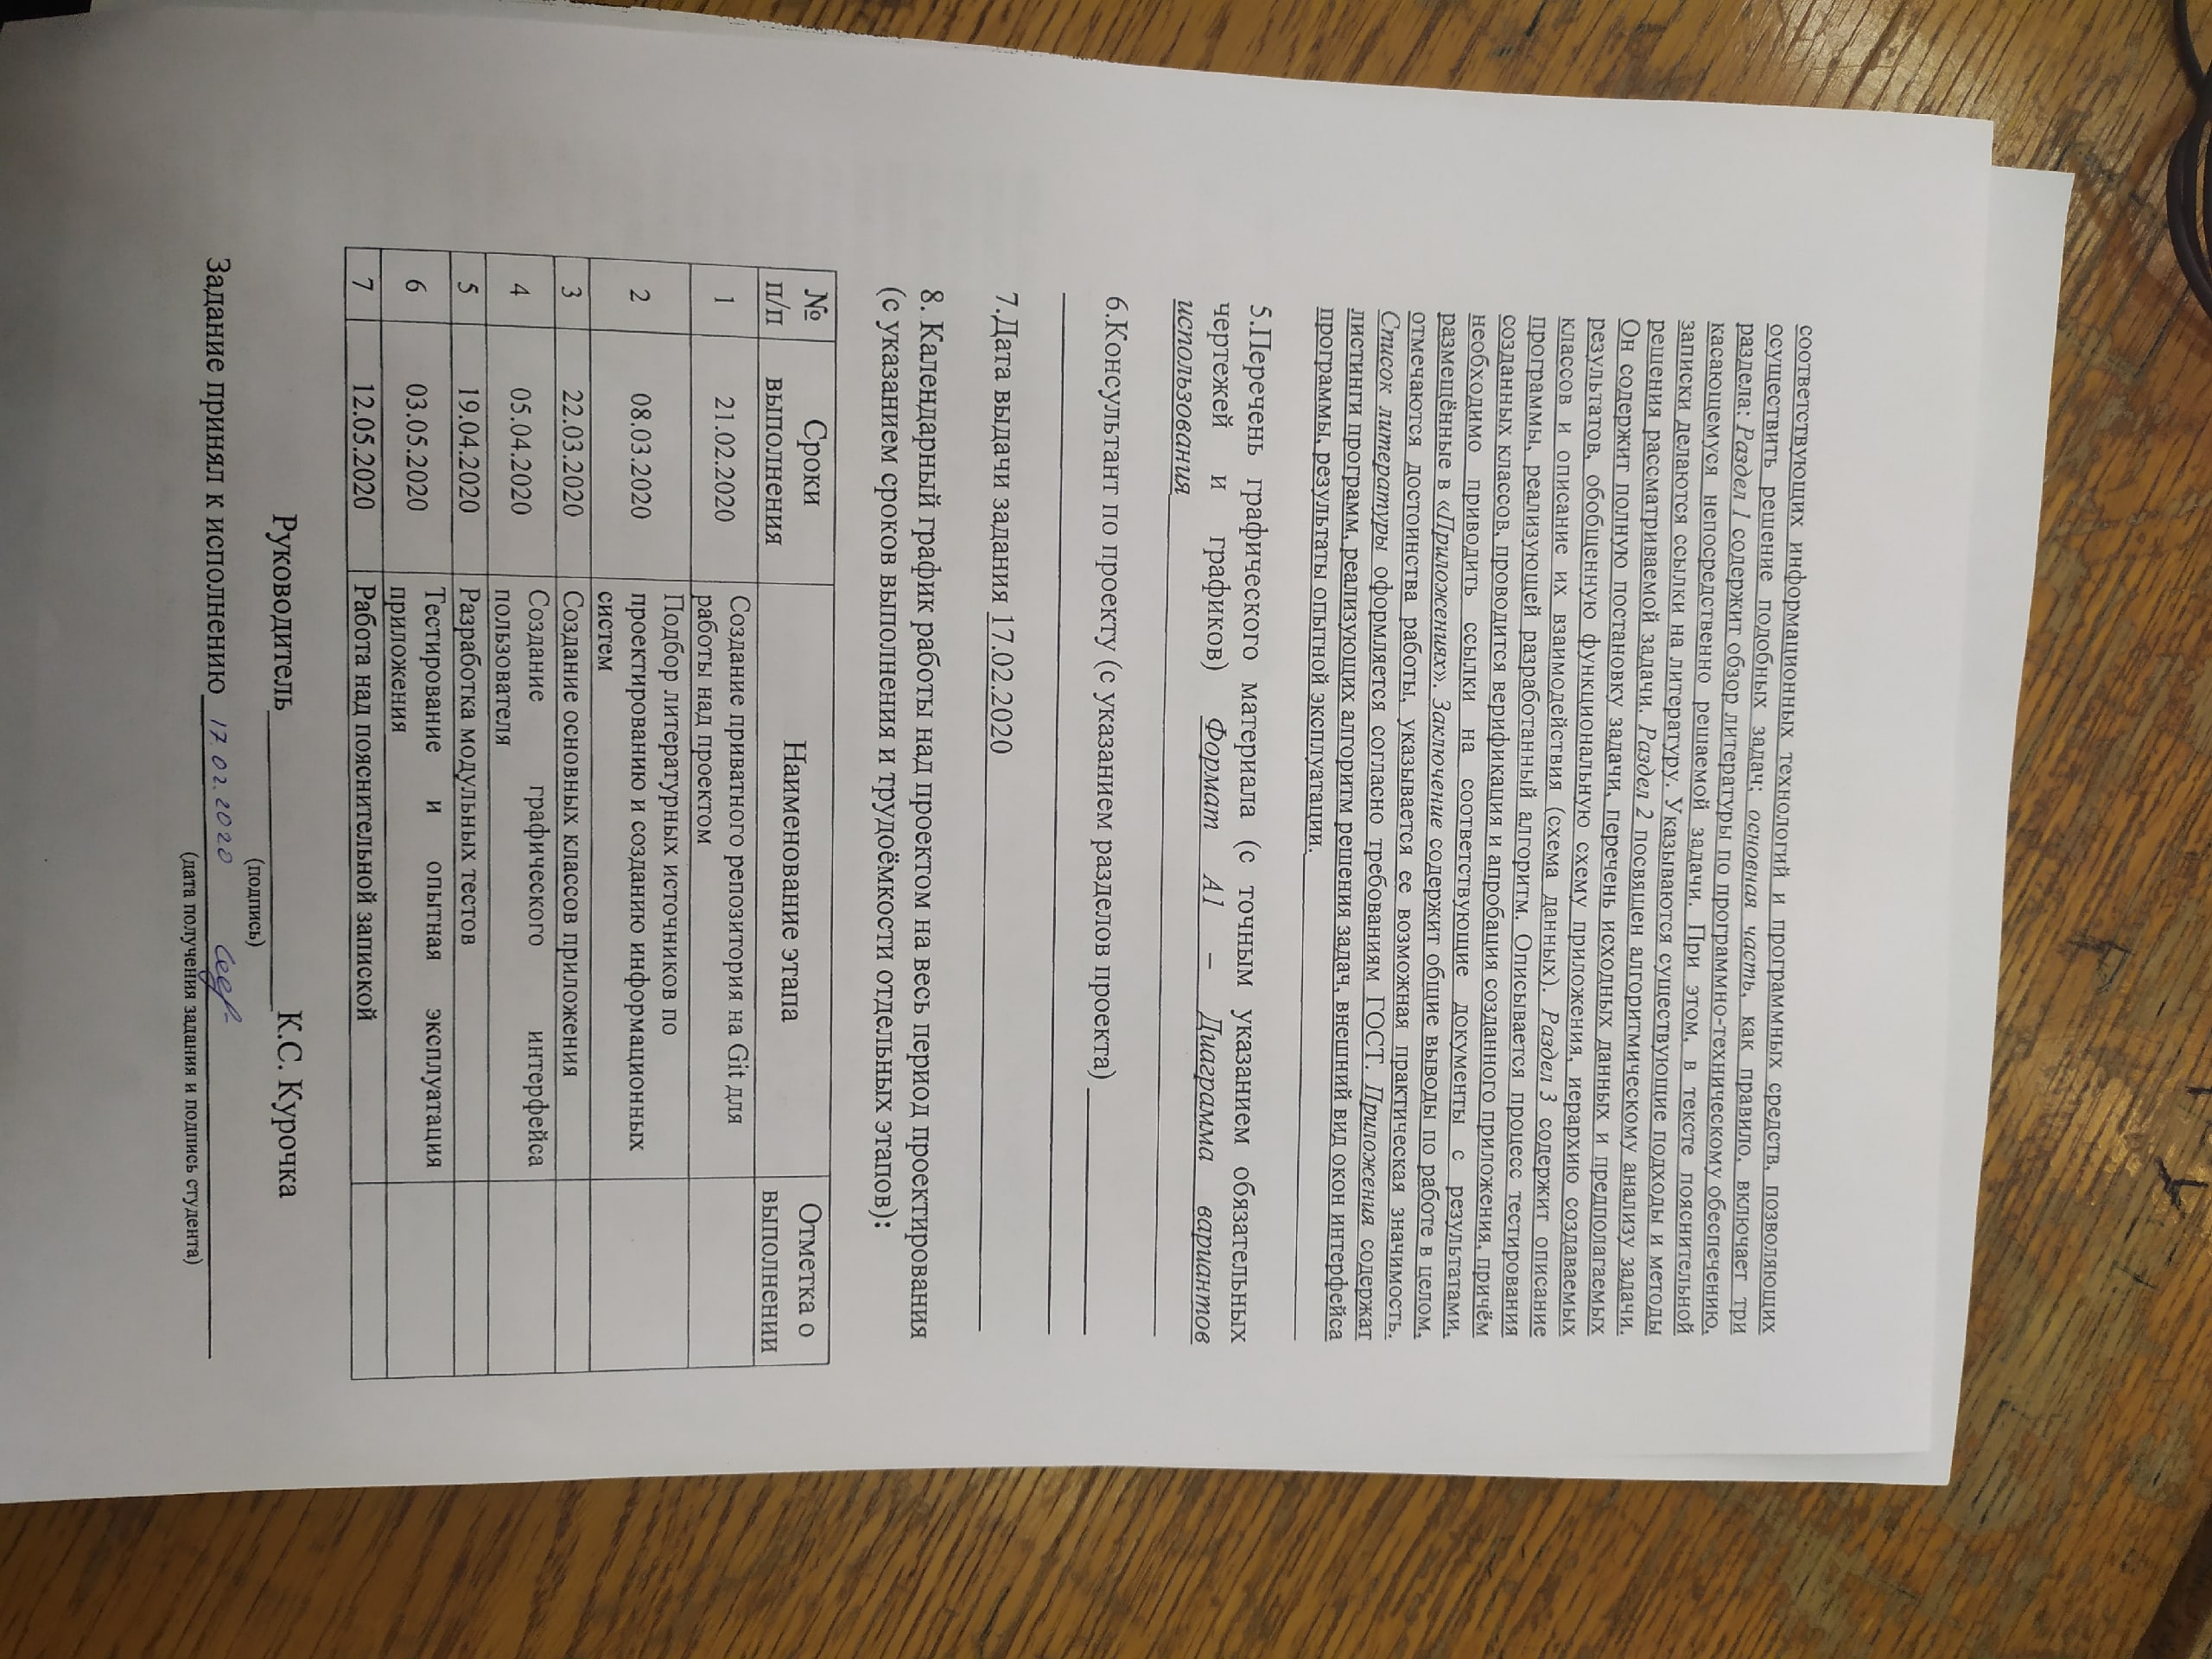 соответствующих информационных технологий и программных средств, позволяющих
осуществить решение подобных задач; основная часть, как правило, включает три
раздела: Раздел 1 содержит обзор литературы по программно-техническому обеспечению,
касающемуся непосредственно решаемой задачи. При этом, в тексте пояснительной
записки делаются ссылки на литературу. Указываются существующие подходы и методы
решения рассматриваемой задачи. Раздел 2 посвящен алгоритмическому анализу задачи.
Он содержит полную постановку задачи, перечень исходных данных и предполагаемых
результатов, обобщенную функциональную схему приложения, иерархию создаваемых
классов и описание их взаимодействия (схема данных). Раздел 3 содержит описание
программы, реализующей разработанный алгоритм. Описывается процесс тестирования
созданных классов, проводится верификация и апробация созданного приложения, причём
необходимо приводить ссылки на соответствующие документы с результатами,
размещённые в «Приложениях». Заключение содержит общие выводы по работе в целом,
отмечаются достоинства работы, указывается ее возможная практическая значимость.
Список литературы оформляется согласно требованиям ГОСТ. Приложения содержат
листинги программ, реализующих алгоритм решения задач, внешний вид окон интерфейса
программы, результаты опытной эксплуатации.
5.Перечень графического материала (с точным указанием обязательных
чертежей и графиков) Формат А1 – Диаграмма вариантов
использования
6.Консультант по проекту (с указанием разделов проекта)
7.Дата выдачи задания 17.02.2020
8. Календарный график работы над проектом на весь период проектирования
(с указанием сроков выполнения и трудоёмкости отдельных этапов):
№ п/п Сроки выполнения Наименование этапа Отметка о выполнении
1 21.02.2020 Создание приватного репозитория на Git для
работы над проектом
2 08.03.2020 Подбор литературных источников по
проектированию и созданию информационных
систем
3 22.03.2020 Создание основных классов приложения
4 05.04.2020 Создание графического интерфейса
пользователя
5 19.04.2020 Разработка модульных тестов
6 03.05.2020 Тестирование и опытная эксплуатация
приложения
7 12.05.2020 Работа над пояснительной запиской
Руководитель К.С. Курочка
(подпись)
Задание принял к исполнению 17.02.2020
(дата получения задания и подпись студента)